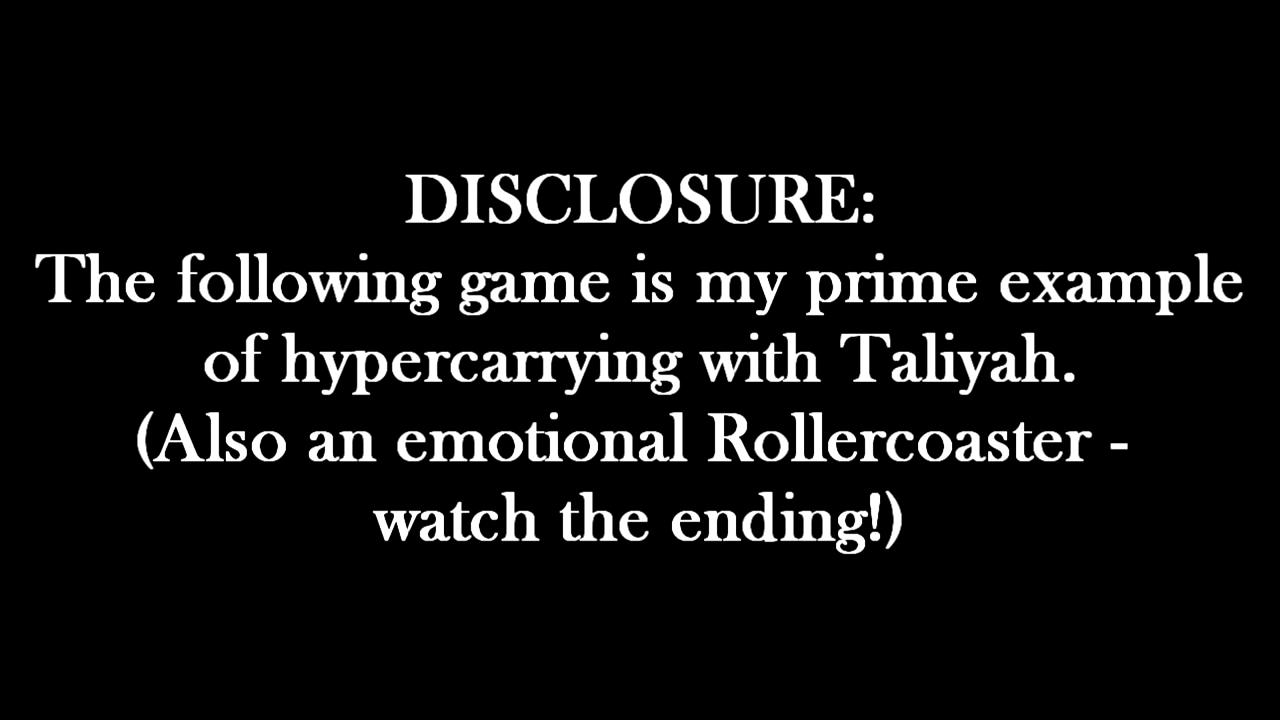 DISCLOSURE:
The following game is my prime example
of hypercarrying with Taliyah.
(Also an emotional Rollercoaster -
watch the ending!)